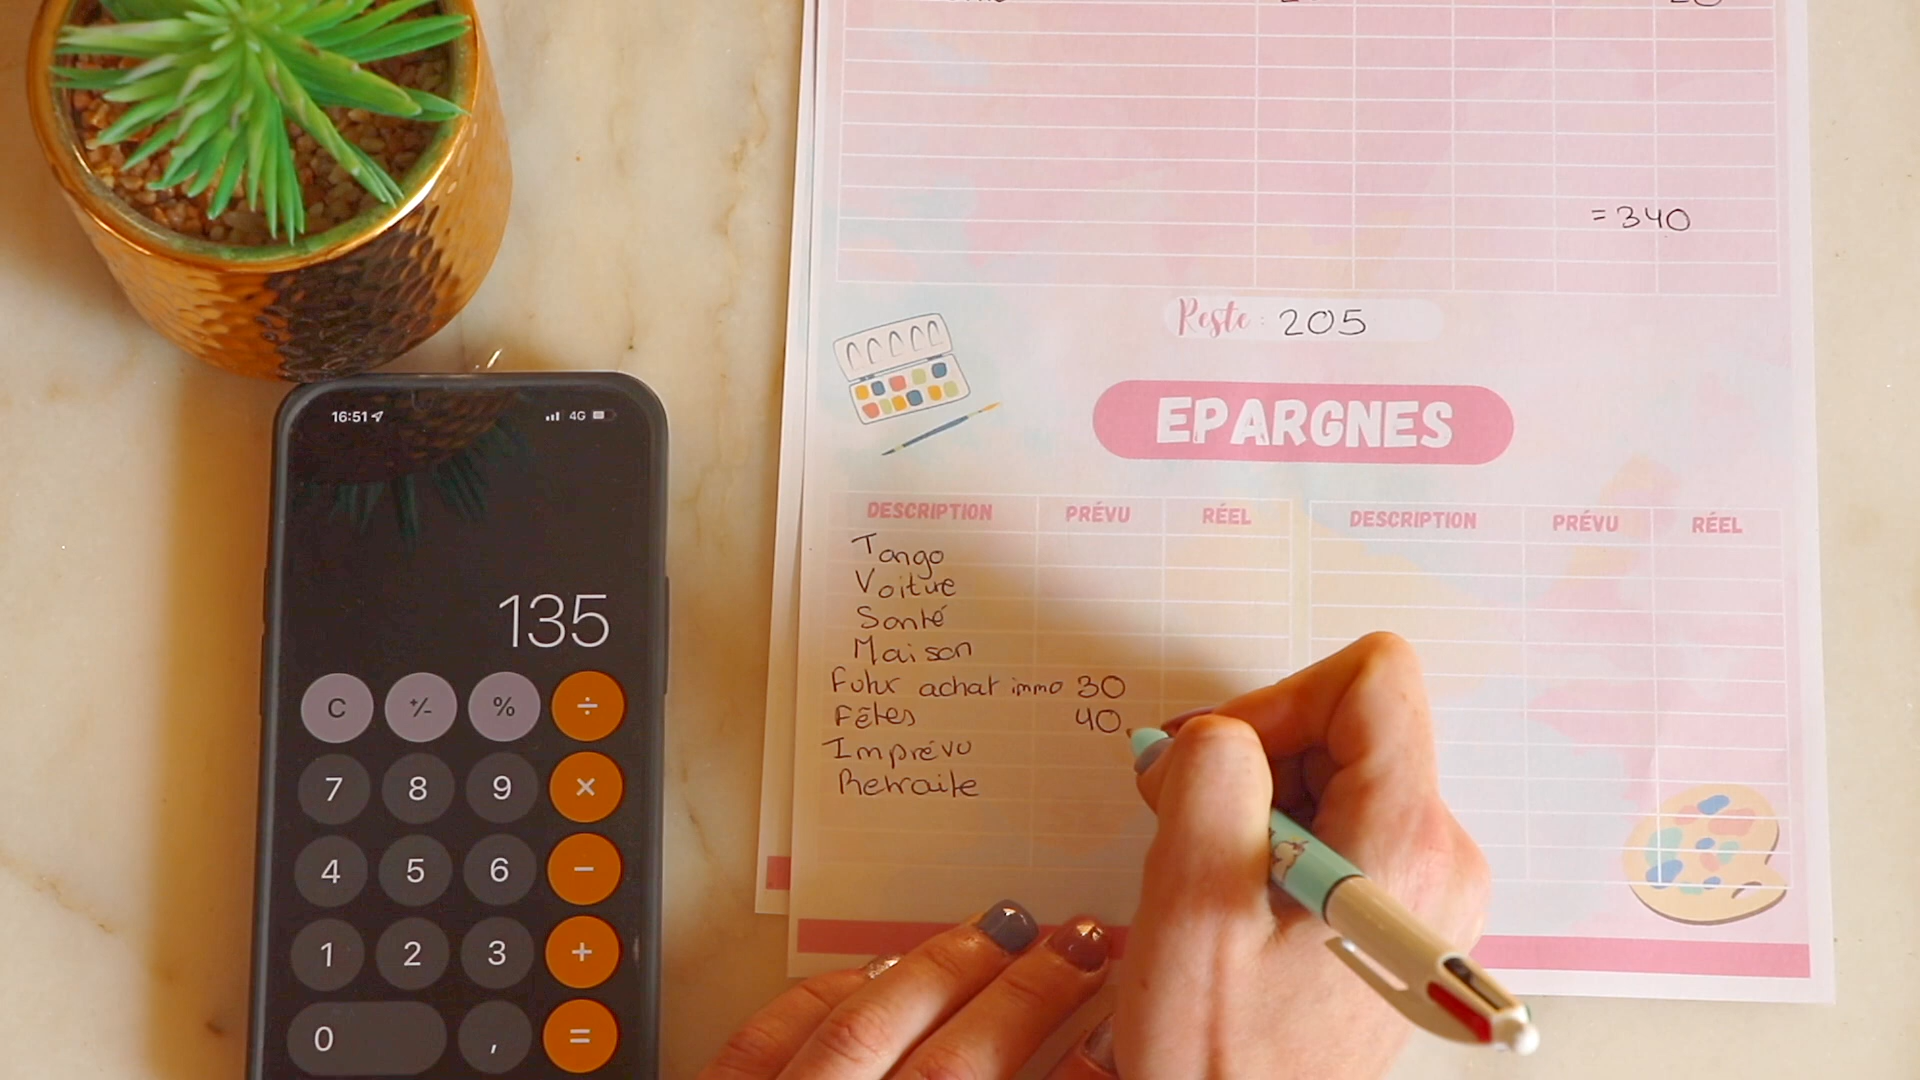 = 340
Reste : 205
EPARGNES
DESCRIPTION PRÉVU RÉEL DESCRIPTION PRÉVU RÉEL
Tango
Voiture
Santé
Maison
Futur achat immo 30
Fêtes 40
Imprévu
Retraite
16:51 4G
135
C +/- % ÷
7 8 9 ×
4 5 6 −
1 2 3 +
0 , =